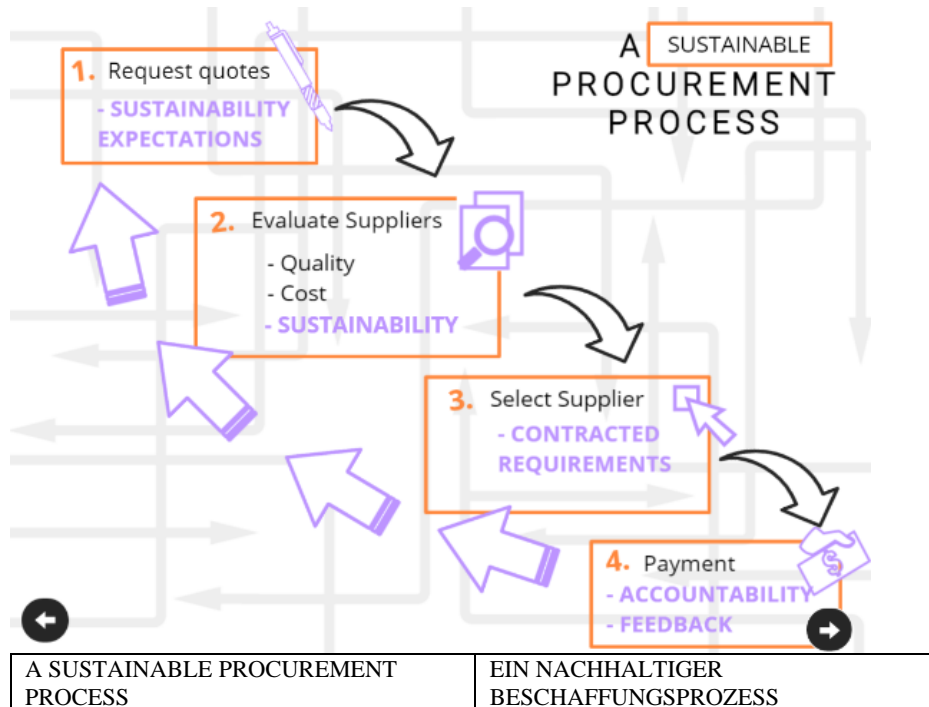 A SUSTAINABLE
PROCUREMENT
PROCESS
1. Request quotes
- SUSTAINABILITY
EXPECTATIONS
2. Evaluate Suppliers
- Quality
- Cost
- SUSTAINABILITY
3. Select Supplier
- CONTRACTED
REQUIREMENTS
4. Payment
- ACCOUNTABILITY
- FEEDBACK
$
A SUSTAINABLE PROCUREMENT
PROCESS
EIN NACHHALTIGER
BESCHAFFUNGSPROZESS